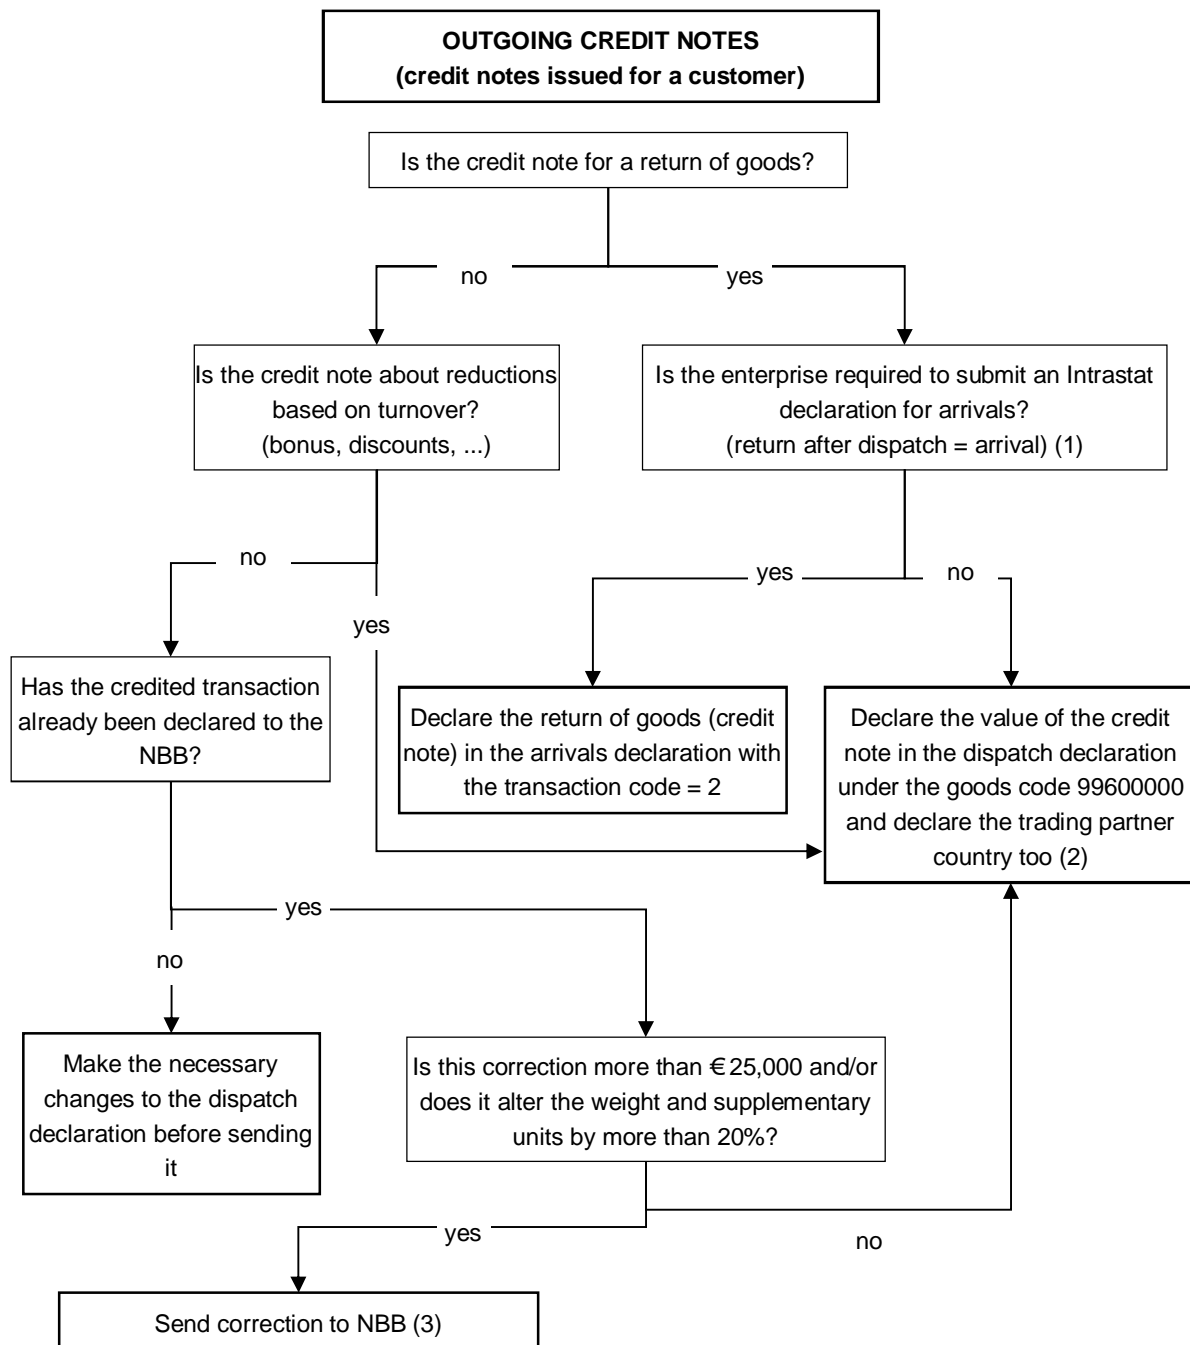 OUTGOING CREDIT NOTES
(credit notes issued for a customer)
Is the credit note for a return of goods?
no
yes
Is the credit note about reductions
based on turnover?
(bonus, discounts, ...)
Is the enterprise required to submit an Intrastat
declaration for arrivals?
(return after dispatch = arrival) (1)
no
yes
yes
no
Has the credited transaction
already been declared to the
NBB?
Declare the return of goods (credit
note) in the arrivals declaration with
the transaction code = 2
Declare the value of the credit
note in the dispatch declaration
under the goods code 99600000
and declare the trading partner
country too (2)
yes
no
Make the necessary
changes to the dispatch
declaration before sending
it
Is this correction more than € 25,000 and/or
does it alter the weight and supplementary
units by more than 20%?
yes
no
Send correction to NBB (3)